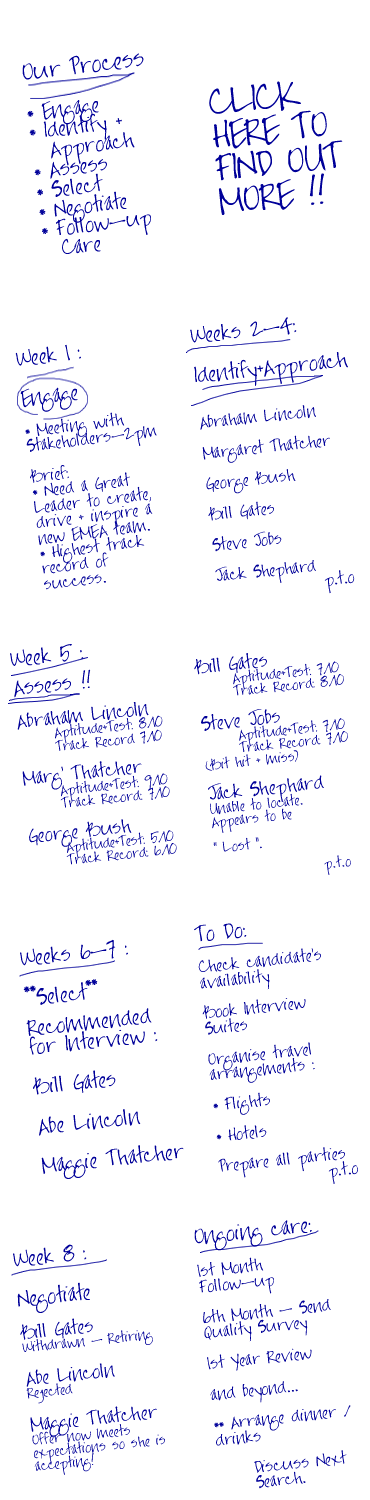 Our Process
• Engage
• Identify +
Approach
• Assess
• Select
• Negotiate
• Follow-up
Care
CLICK
HERE TO
FIND OUT
MORE !!
Week 1 :
Engage
• Meeting with
Stakeholders-2pm
Brief:
• Need a Great
Leader to create,
drive + inspire a
new EMEA team.
• Highest track
record of
success.
Weeks 2-4:
Identify+Approach
Abraham Lincoln
Margaret Thatcher
George Bush
Bill Gates
Steve Jobs
Jack Shephard
p.t.o
Week 5 :
Assess !!
Abraham Lincoln
Aptitude+Test: 8/10
Track Record 7/10
Marg' Thatcher
Aptitude+Test: 9/10
Track Record: 7/10
George Bush
Aptitude+Test: 5/10
Track Record: 6/10
Bill Gates
Aptitude+Test: 7/10
Track Record: 8/10
Steve Jobs
Aptitude+Test: 7/10
Track Record: 7/10
(Bit hit + miss)
Jack Shephard
Unable to locate.
Appears to be
"Lost".
p.t.o
Weeks 6-7 :
**Select**
Recommended
for Interview :
Bill Gates
Abe Lincoln
Maggie Thatcher
To Do:
Check candidate's
availability
Book Interview
Suites
Organise travel
arrangements :
• Flights
• Hotels
Prepare all parties
p.t.o
Week 8 :
Negotiate
Bill Gates
Withdrawn - Retiring
Abe Lincoln
Rejected
Maggie Thatcher
Offer now meets
expectations so she is
accepting!
Ongoing care:
1st Month
Follow-up
6th Month - Send
Quality Survey
1st Year Review
and beyond...
** Arrange dinner /
drinks
Discuss Next
Search.